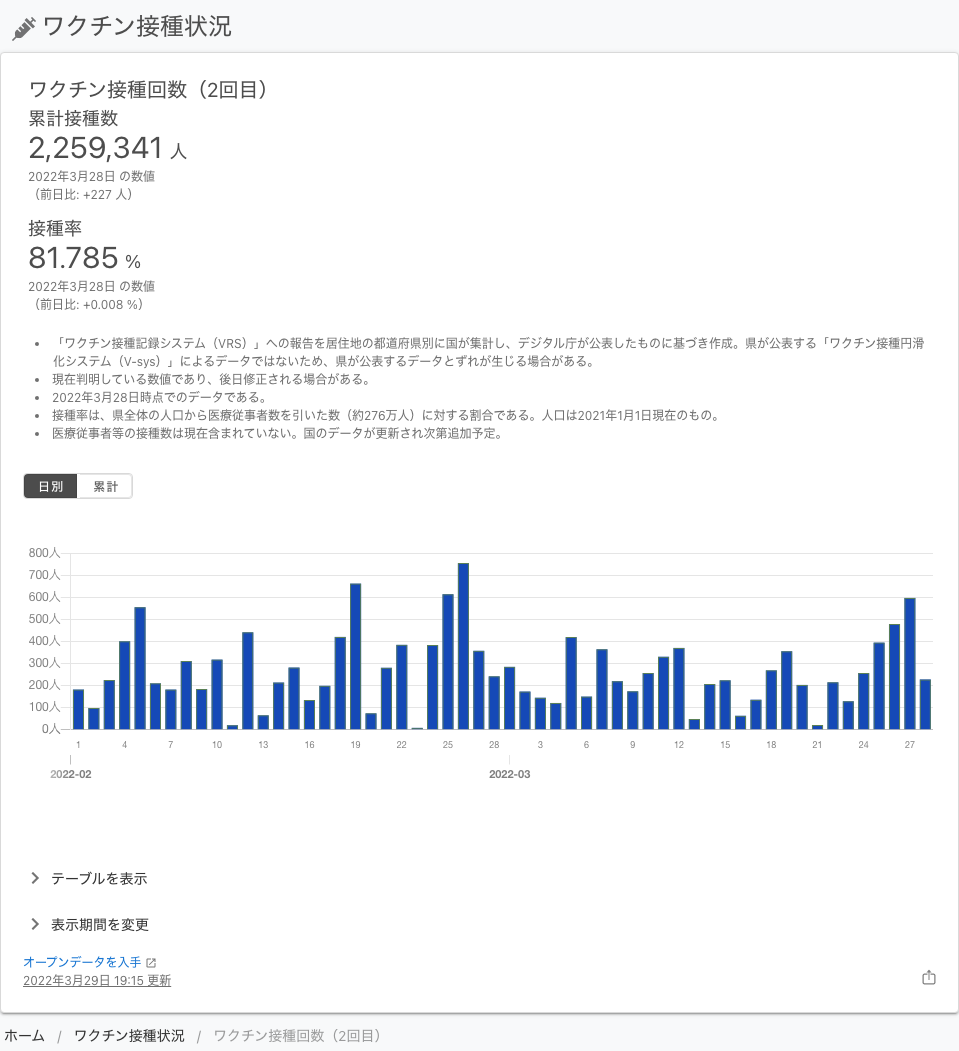 ワクチン接種状況
ワクチン接種回数（2回目）
累計接種数
2,259,341 人
2022年3月28日 の数値
（前日比: +227 人）
接種率
81.785 %
2022年3月28日 の数値
（前日比: +0.008 %）
• 「ワクチン接種記録システム（VRS）」への報告を居住地の都道府県別に国が集計し、デジタル庁が公表したものに基づき作成。県が公表する「ワクチン接種円滑
化システム（V-sys）」によるデータではないため、県が公表するデータとずれが生じる場合がある。
• 現在判明している数値であり、後日修正される場合がある。
• 2022年3月28日時点でのデータである。
• 接種率は、県全体の人口から医療従事者数を引いた数（約276万人）に対する割合である。人口は2021年1月1日現在のもの。
• 医療従事者等の接種数は現在含まれていない。国のデータが更新され次第追加予定。
日別 累計
800人
700人
600人
500人
400人
300人
200人
100人
0人
1 4 7 10 13 16 19 22 25 28 3 6 9 12 15 18 21 24 27
2022-02 2022-03
テーブルを表示
表示期間を変更
オープンデータを入手
2022年3月29日 19:15 更新
ホーム / ワクチン接種状況 / ワクチン接種回数（2回目）